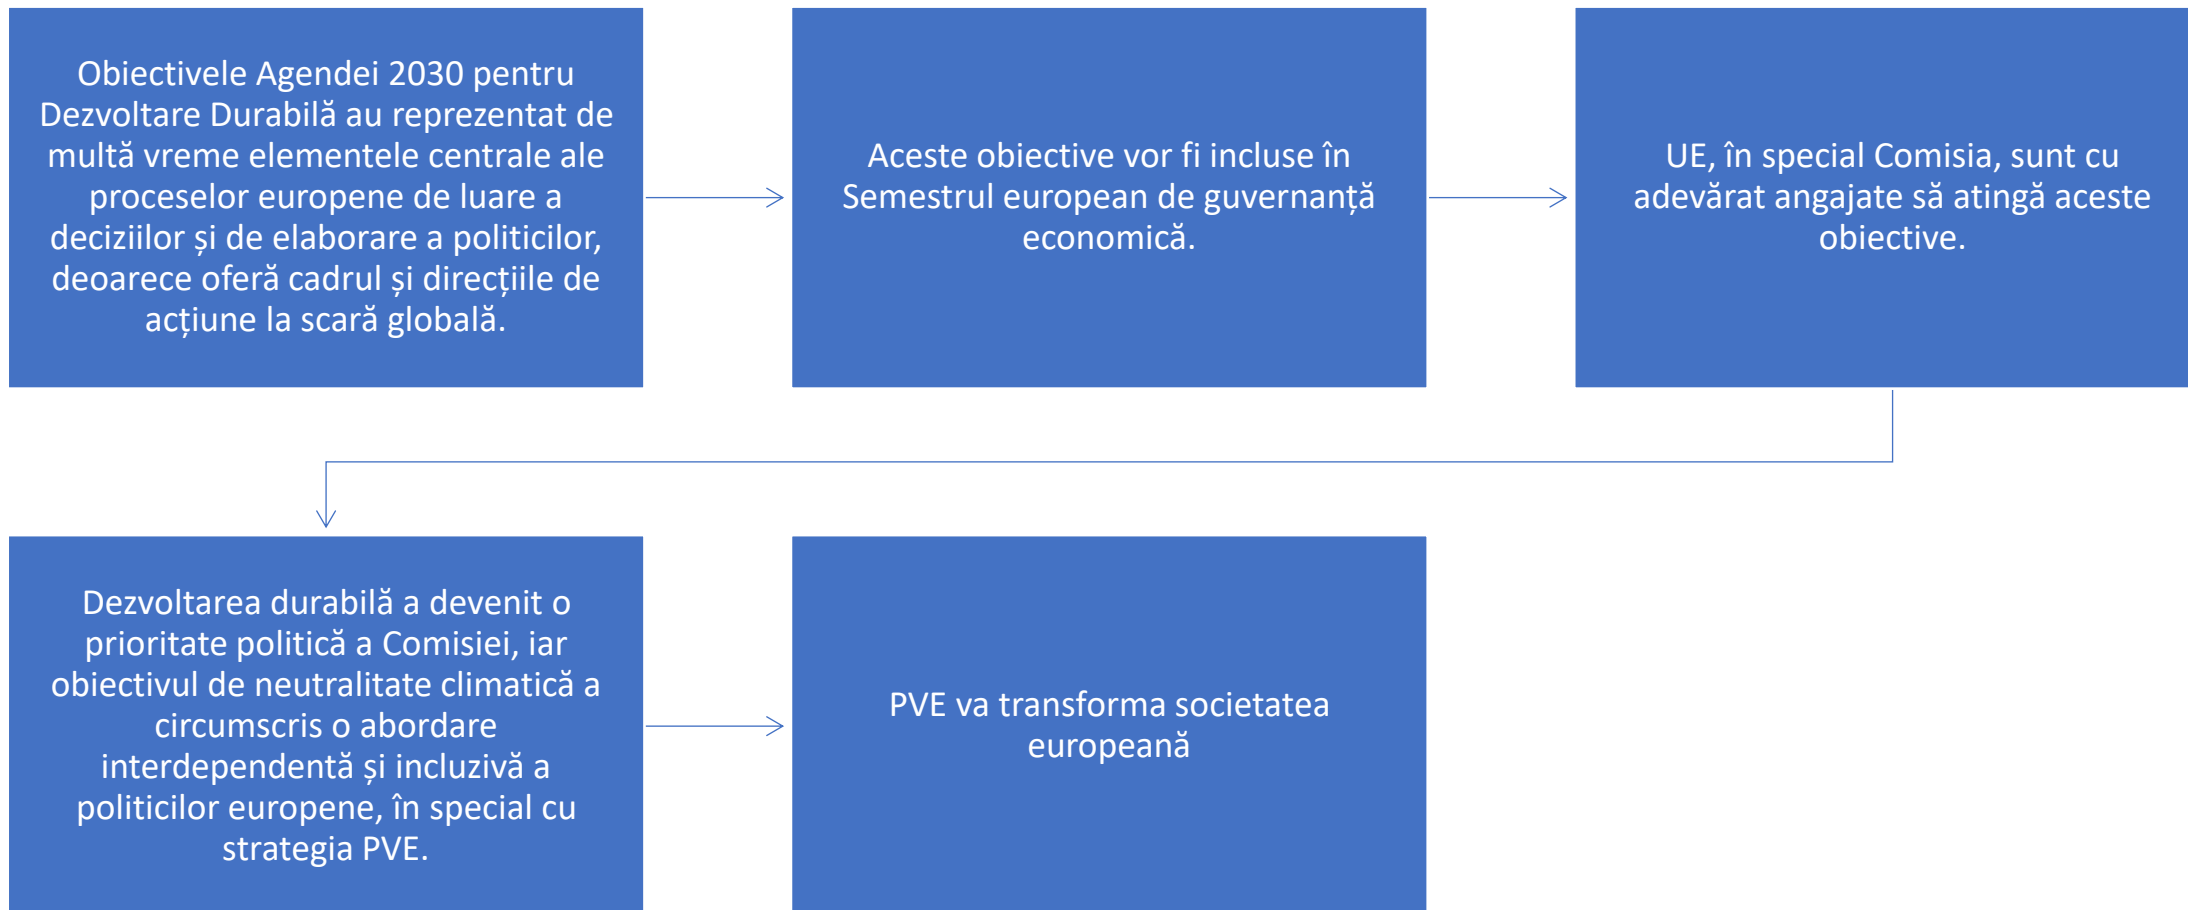 Obiectivele Agendei 2030 pentru
Dezvoltare Durabilă au reprezentat de
multă vreme elementele centrale ale
proceselor europene de luare a
deciziilor și de elaborare a politicilor,
deoarece oferă cadrul și direcțiile de
acțiune la scară globală.
Aceste obiective vor fi incluse în
Semestrul european de guvernanță
economică.
UE, în special Comisia, sunt cu
adevărat angajate să atingă aceste
obiective.
Dezvoltarea durabilă a devenit o
prioritate politică a Comisiei, iar
obiectivul de neutralitate climatică a
circumscris o abordare
interdependentă și incluzivă a
politicilor europene, în special cu
strategia PVE.
PVE va transforma societatea
europeană